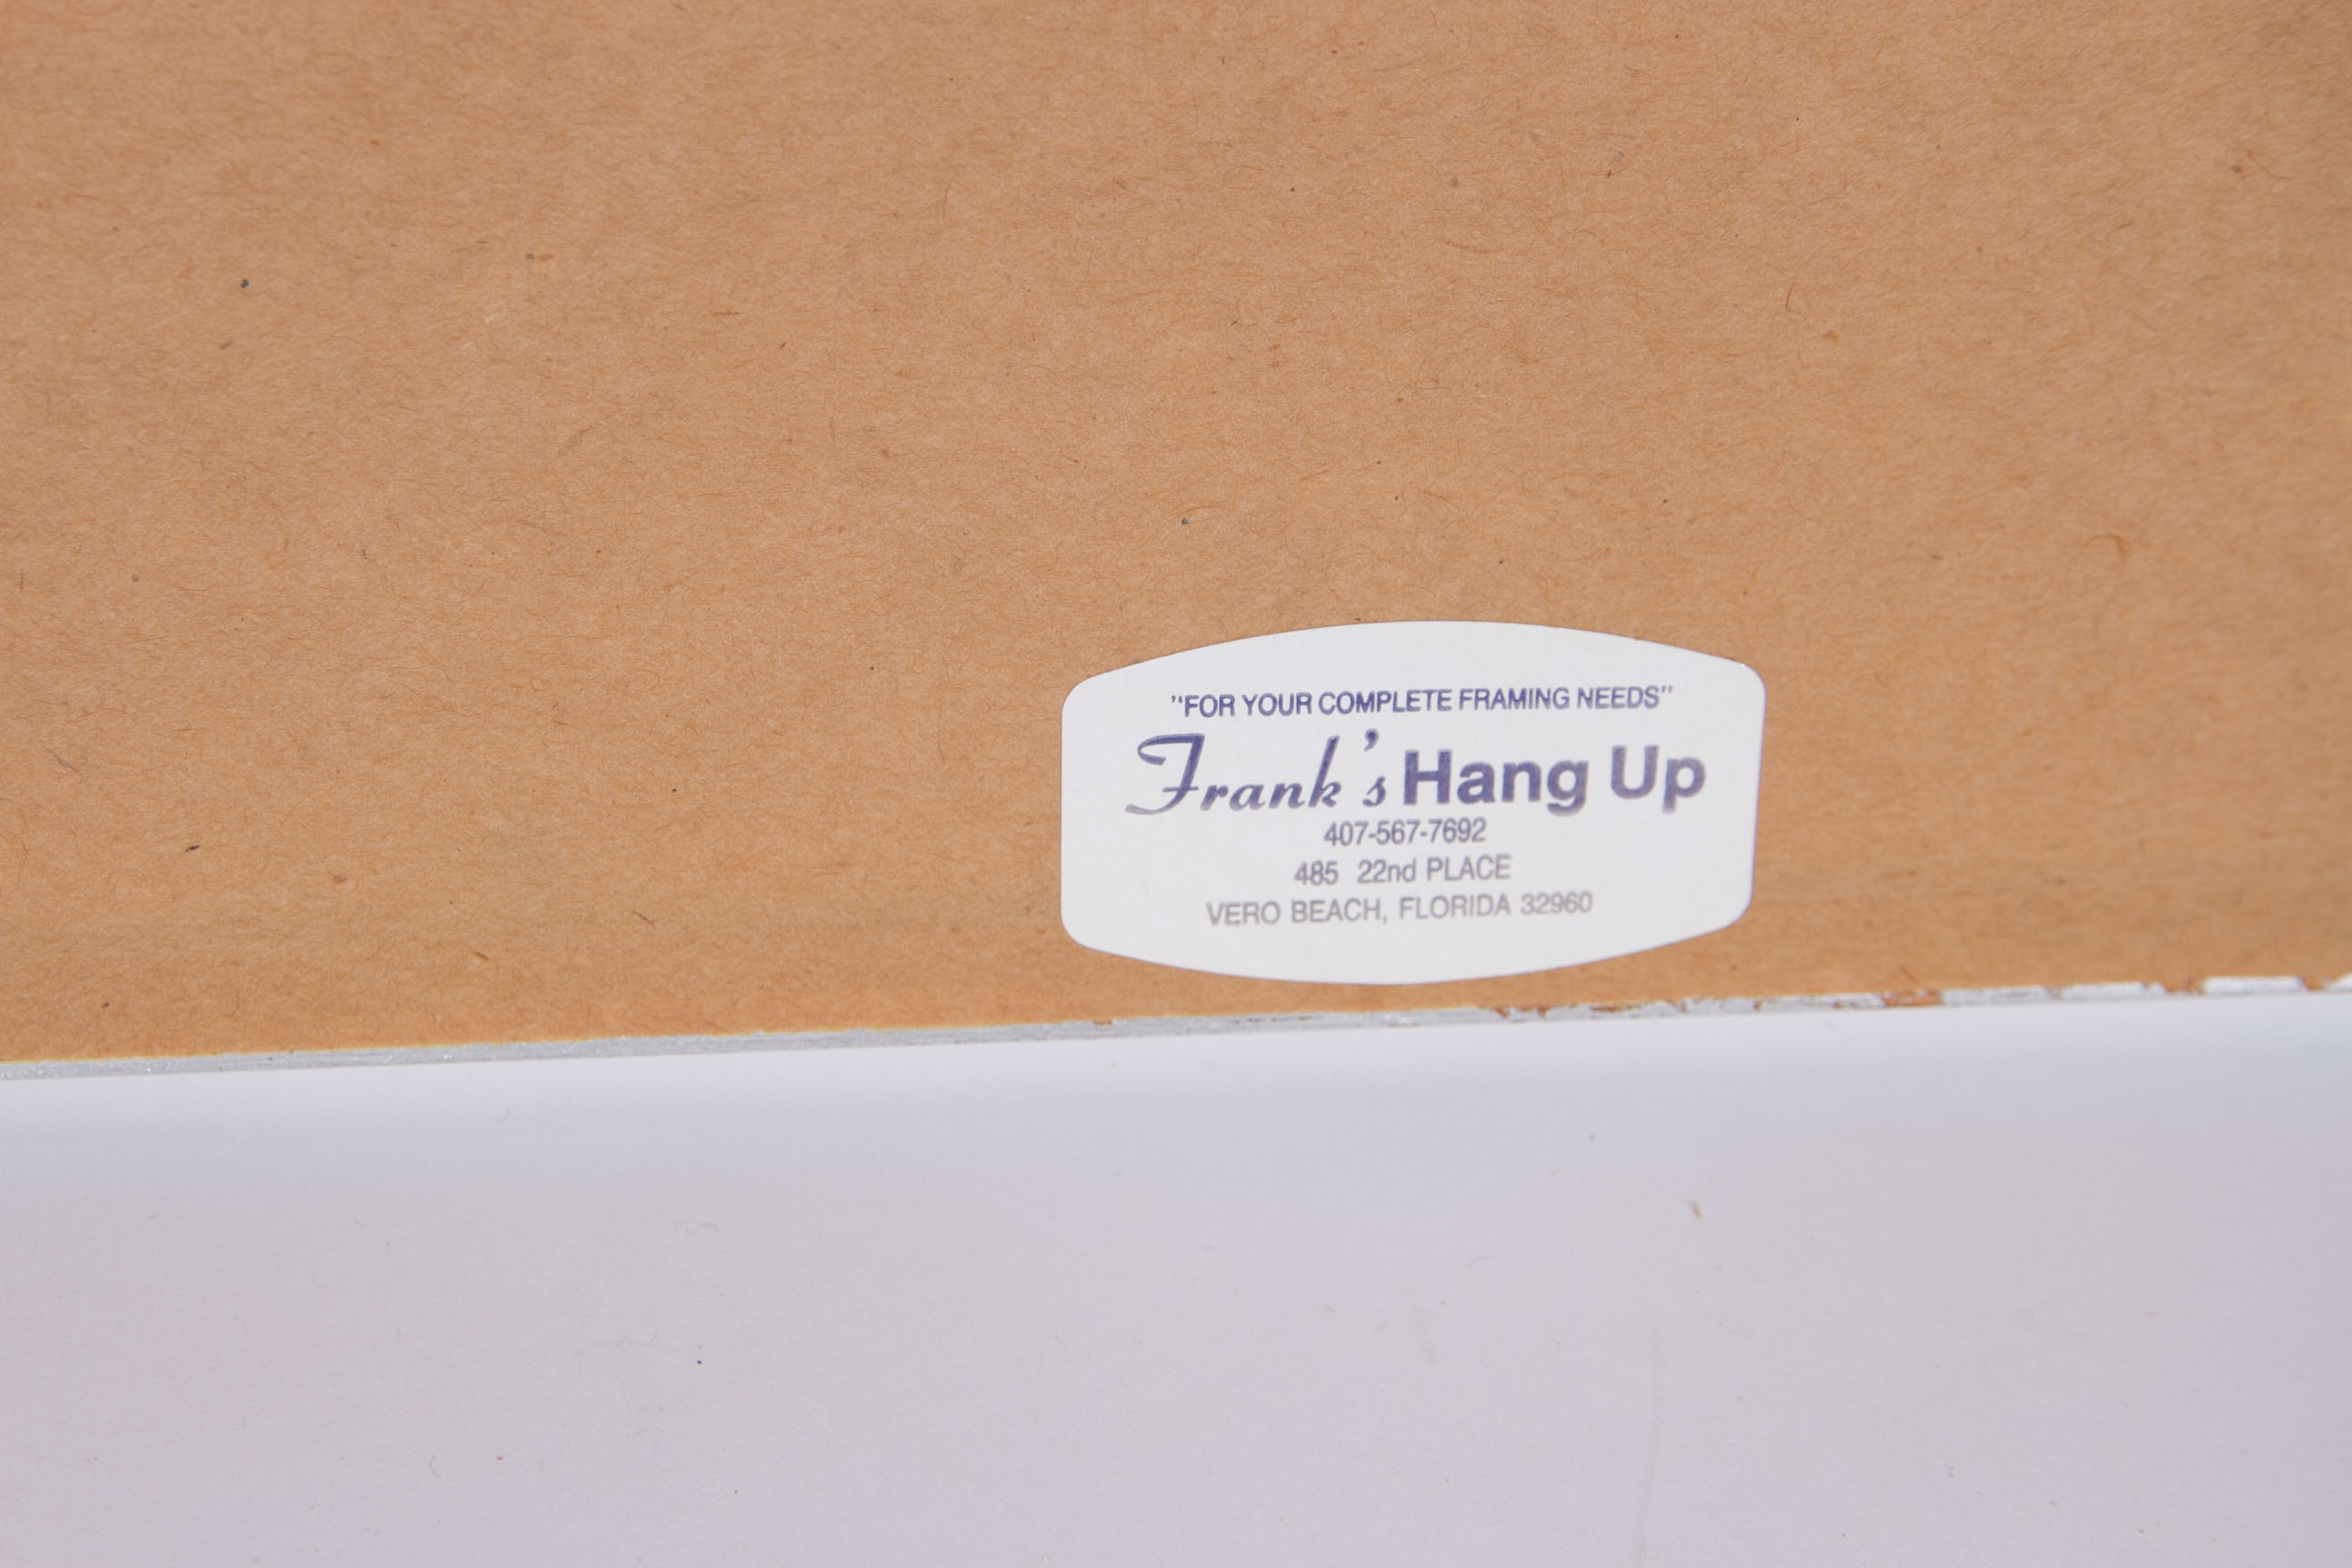 "FOR YOUR COMPLETE FRAMING NEEDS"
Frank's Hang Up
407-567-7692
485 22nd PLACE
VERO BEACH, FLORIDA 32960